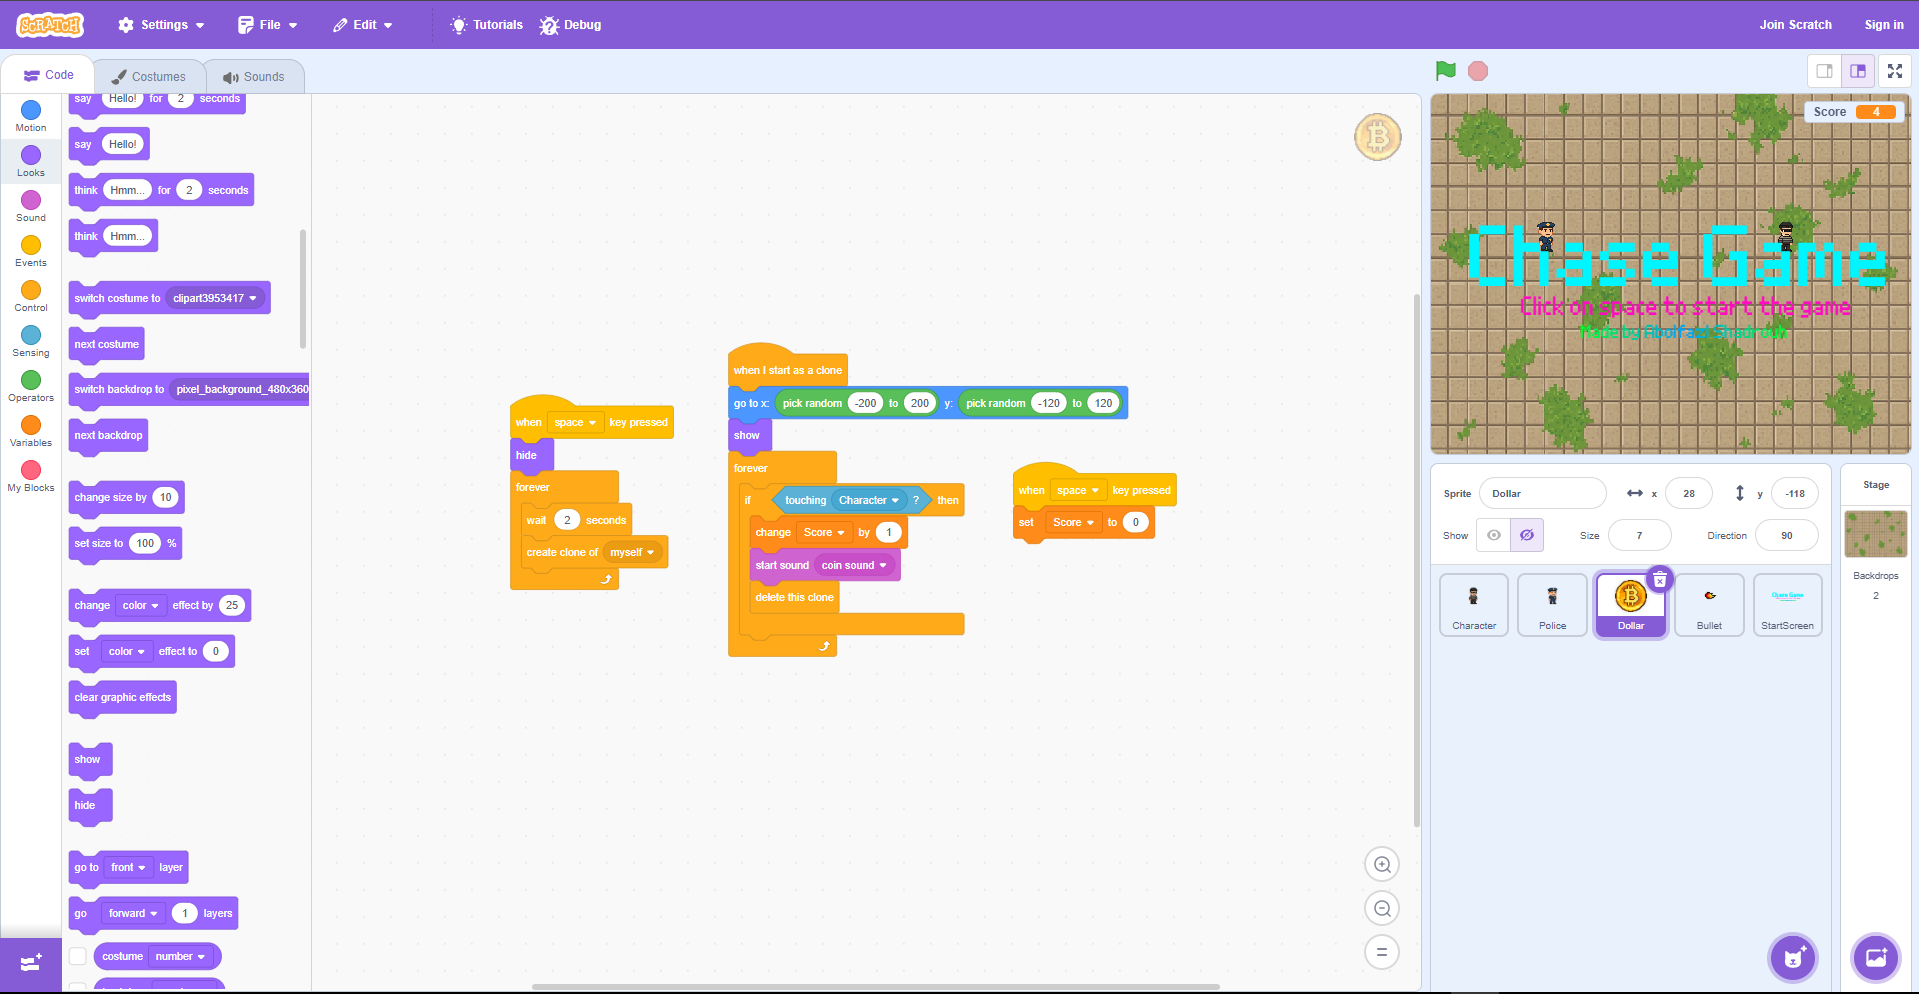 SCRATCH Settings File Edit Tutorials Debug Join Scratch Sign in
Code Costumes Sounds
Motion
Looks
Sound
Events
Control
Sensing
Operators
Variables
My Blocks
say Hello! for 2 seconds
say Hello!
think Hmm... for 2 seconds
think Hmm...
switch costume to clipart3953417
next costume
switch backdrop to pixel_background_480x360
next backdrop
change size by 10
set size to 100 %
change color effect by 25
set color effect to 0
clear graphic effects
show
hide
go to front layer
go forward 1 layers
costume number
when space key pressed
hide
forever
wait 2 seconds
create clone of myself
when I start as a clone
go to x: pick random -200 to 200 y: pick random -120 to 120
show
forever
if touching Character ? then
change Score by 1
start sound coin sound
delete this clone
when space key pressed
set Score to 0
Score 4
Chase Game
Click on space to start the game
Made by Abolfazl Shadrouh
Sprite Dollar x 28 y -118
Show Size 7 Direction 90
Character Police Dollar Bullet StartScreen
Stage
Backdrops
2